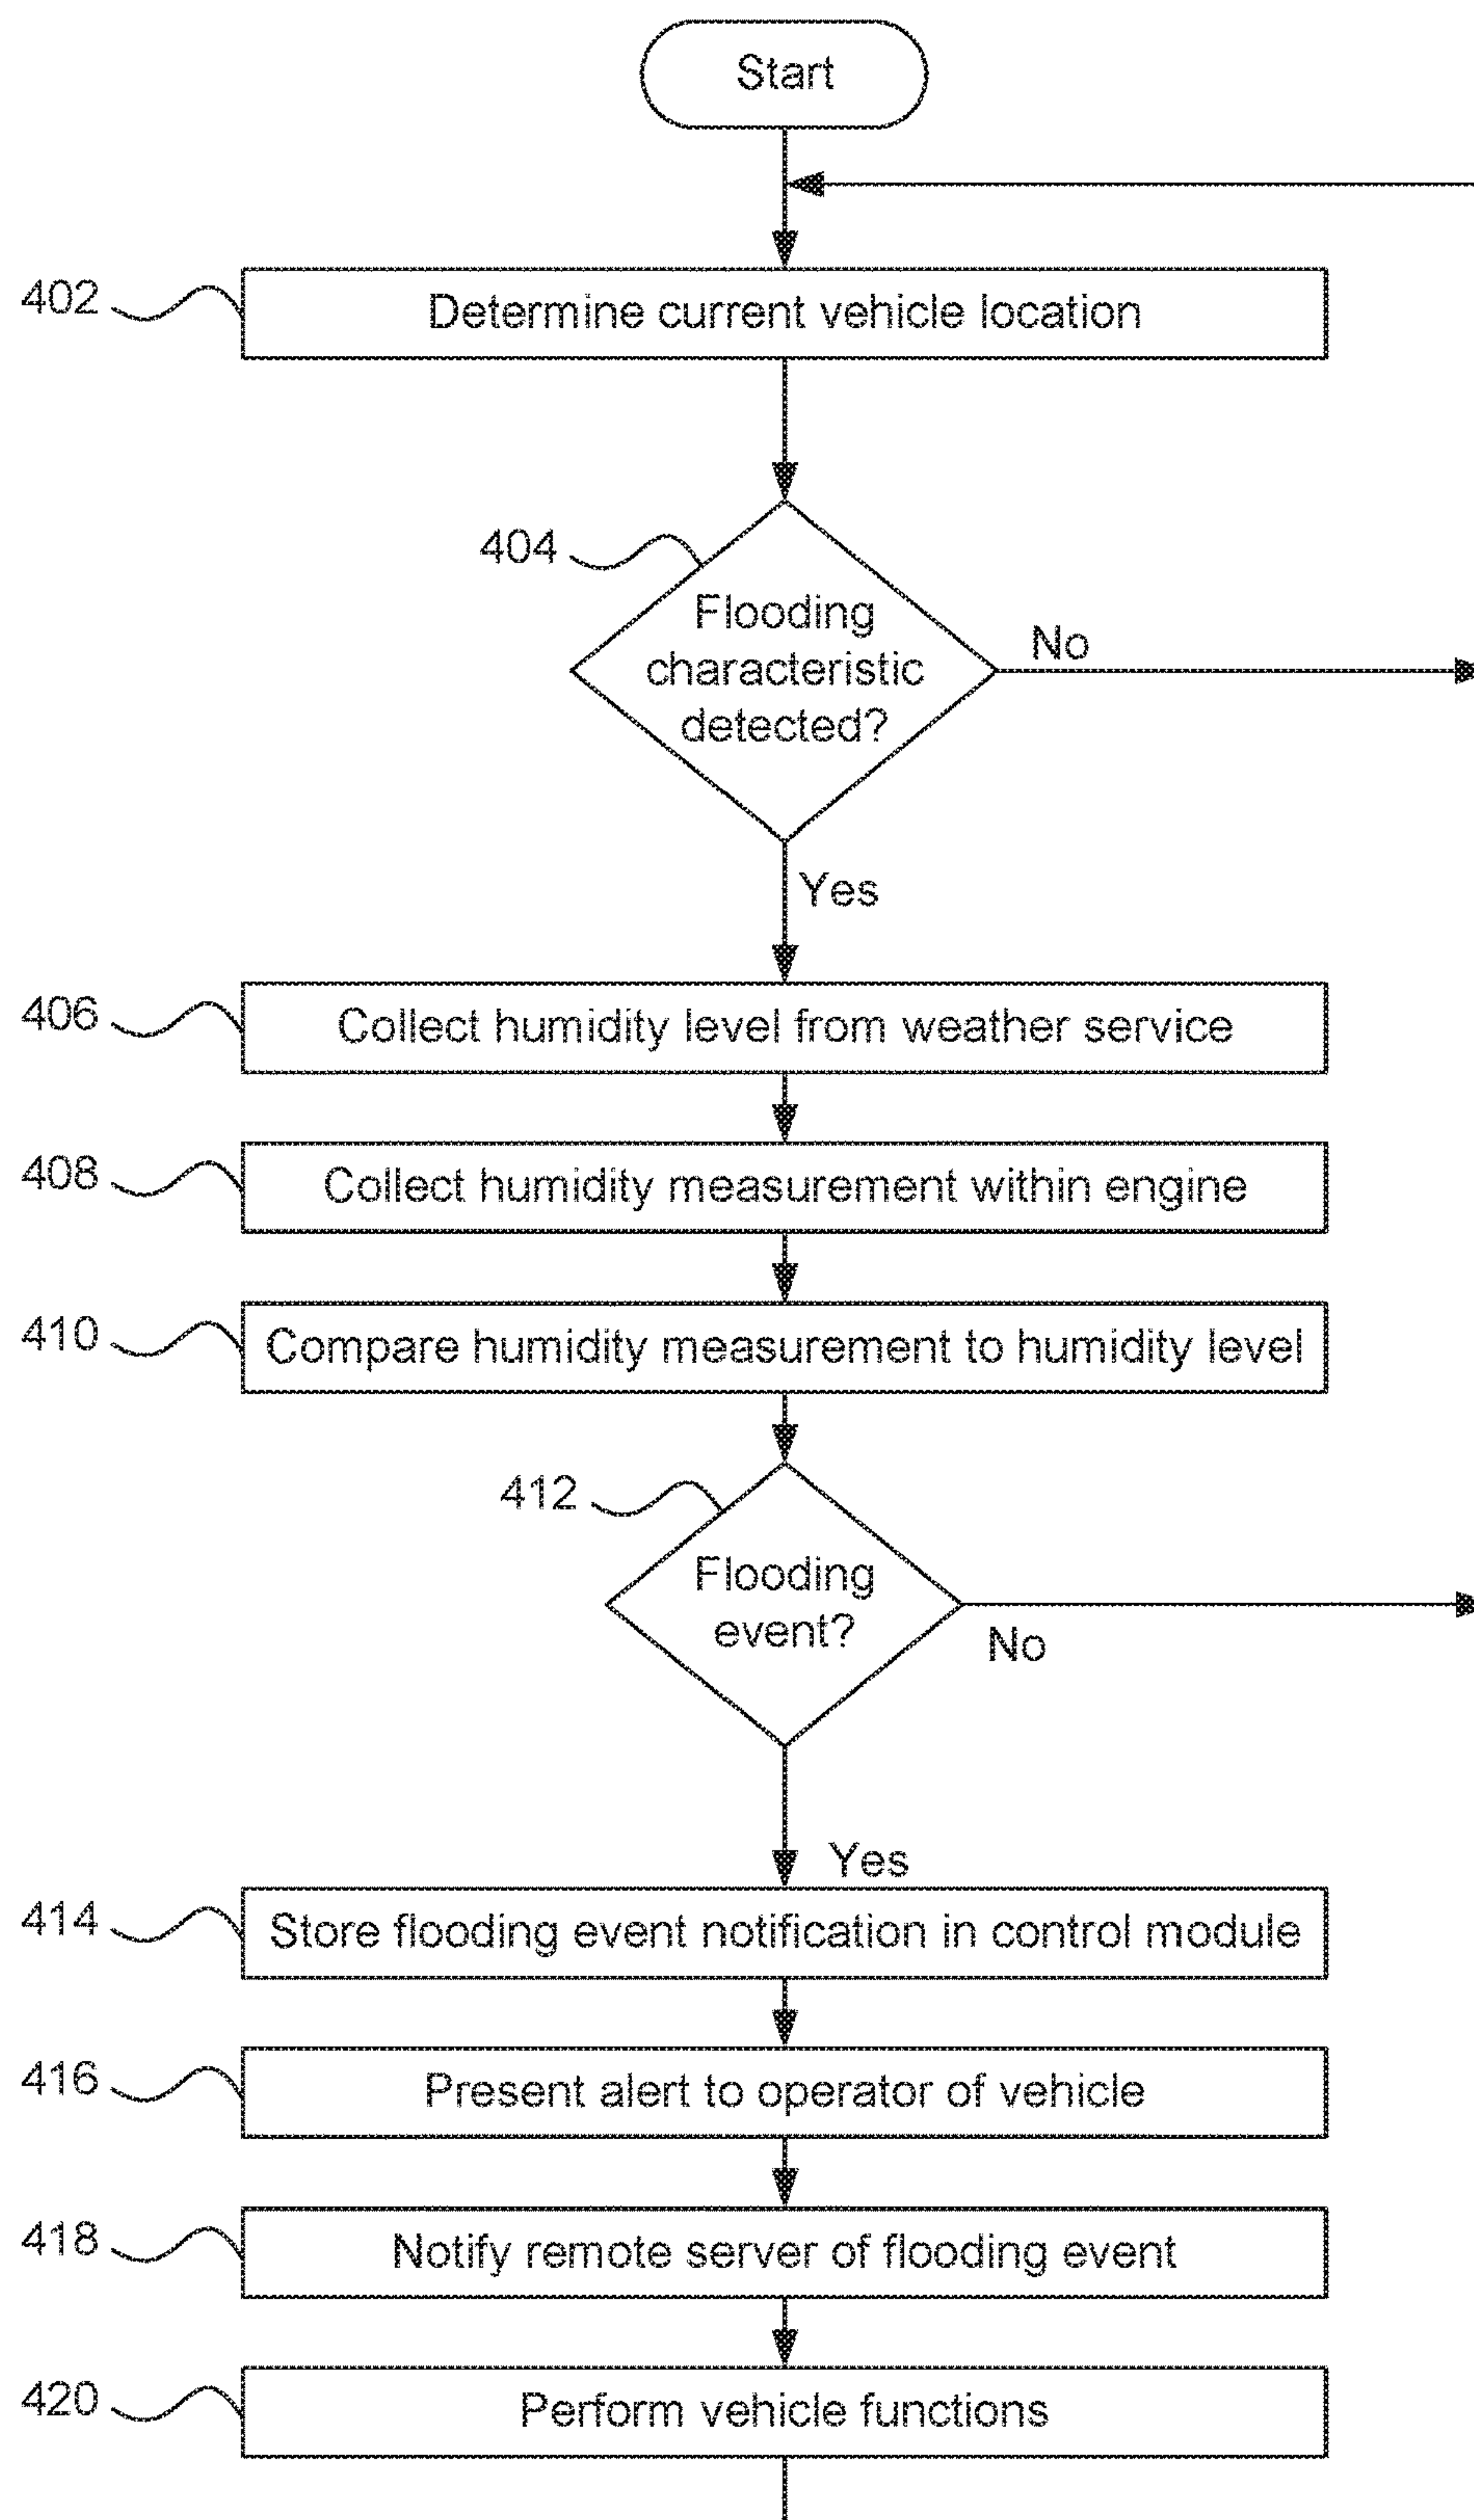 Start
402
Determine current vehicle location
404
Flooding
characteristic
detected?
No
Yes
406
Collect humidity level from weather service
408
Collect humidity measurement within engine
410
Compare humidity measurement to humidity level
412
Flooding
event?
No
Yes
414
Store flooding event notification in control module
416
Present alert to operator of vehicle
418
Notify remote server of flooding event
420
Perform vehicle functions